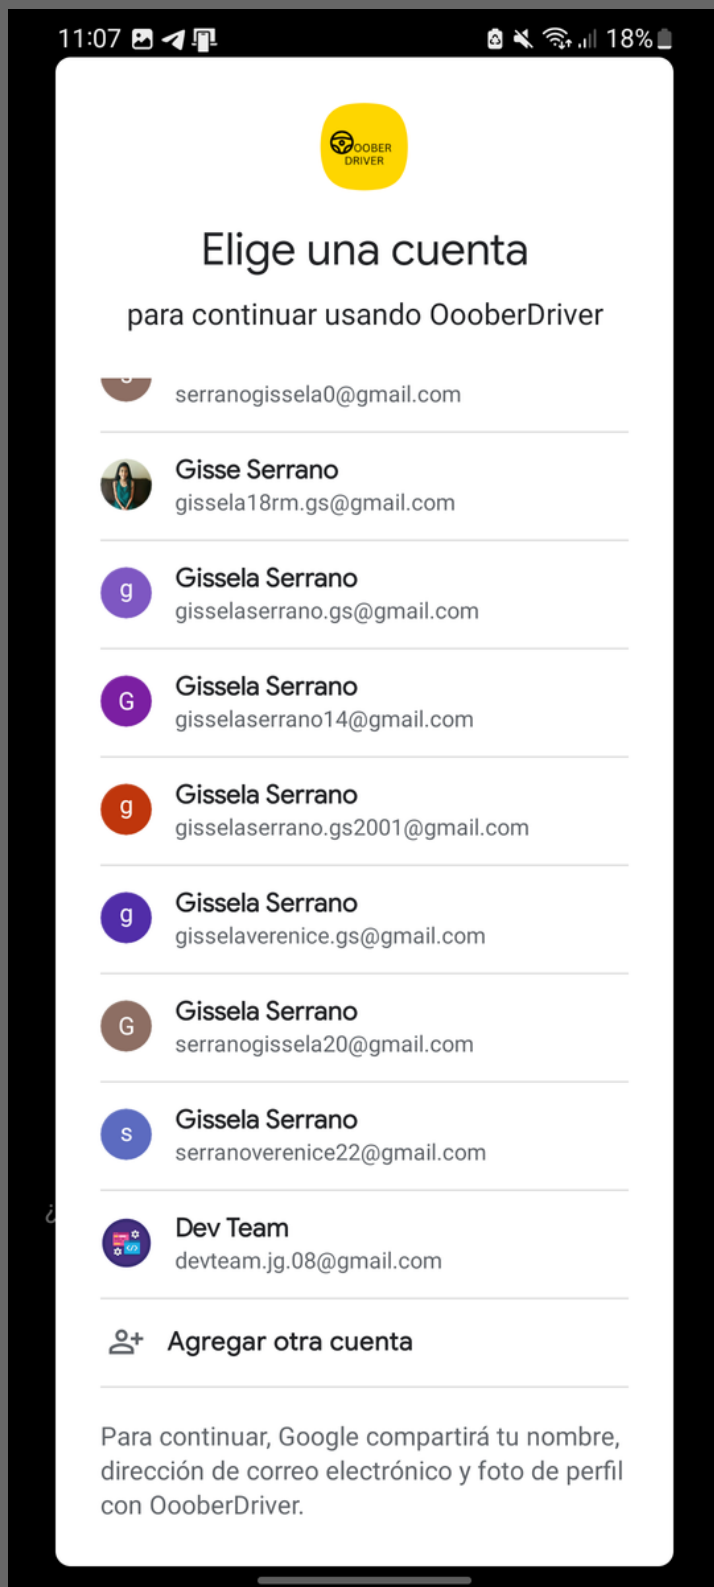 11:07 18%
OOBER
DRIVER
Elige una cuenta
para continuar usando OooberDriver
serranogissela0@gmail.com
Gisse Serrano
gissela18rm.gs@gmail.com
g
Gissela Serrano
gisselaserrano.gs@gmail.com
G
Gissela Serrano
gisselaserrano14@gmail.com
g
Gissela Serrano
gisselaserrano.gs2001@gmail.com
g
Gissela Serrano
gisselaverenice.gs@gmail.com
G
Gissela Serrano
serranogissela20@gmail.com
s
Gissela Serrano
serranoverenice22@gmail.com
Dev Team
devteam.jg.08@gmail.com
¿
Agregar otra cuenta
Para continuar, Google compartirá tu nombre,
dirección de correo electrónico y foto de perfil
con OooberDriver.